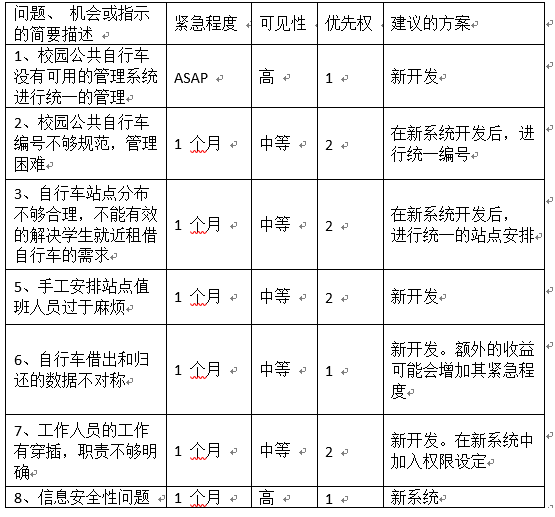 问题、 机会或指示 紧急程度 可见性 优先权 建议的方案
的简要描述
1、校园公共自行车
没有可用的管理系统 ASAP 高 1 新开发
进行统一的管理
2、校园公共自行车
编号不够规范，管理 1 个月 中等 2 在新系统开发后，进
困难 行统一编号
3、自行车站点分布
不够合理，不能有效 1 个月 中等 2 在新系统开发后，
的解决学生就近租借 进行统一的站点安排
自行车的需求
5、手工安排站点值 1 个月 中等 2 新开发
班人员过于麻烦
6、自行车借出和归 1 个月 中等 1 新开发。额外的收益
还的数据不对称 可能会增加其紧急程
度
7、工作人员的工作
有穿插，职责不够明 1 个月 中等 2 新开发。在新系统中
确 加入权限设定
8、信息安全性问题 1 个月 高 1 新系统